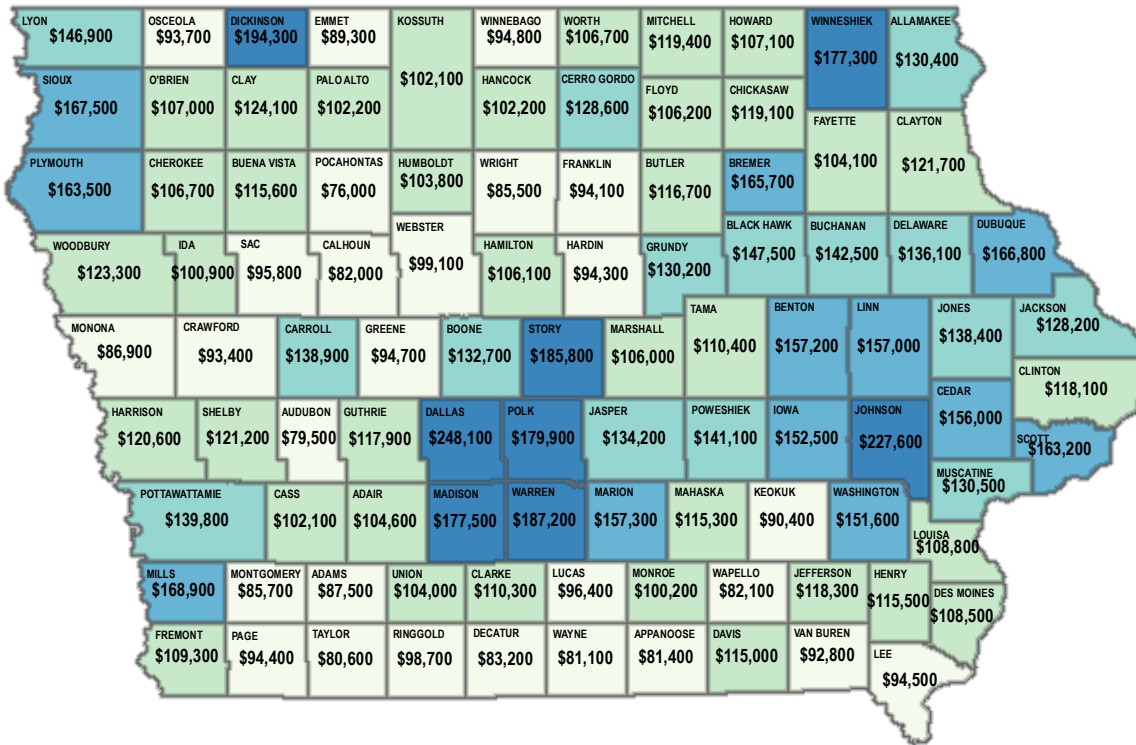 LYON
$146,900
OSCEOLA
$93,700
DICKINSON
$194,300
EMMET
$89,300
KOSSUTH
$102,100
WINNEBAGO
$94,800
WORTH
$106,700
MITCHELL
$119,400
HOWARD
$107,100
WINNESHIEK
$177,300
ALLAMAKEE
$130,400
SIOUX
$167,500
O'BRIEN
$107,000
CLAY
$124,100
PALO ALTO
$102,200
HANCOCK
$102,200
CERRO GORDO
$128,600
FLOYD
$106,200
CHICKASAW
$119,100
FAYETTE
$104,100
CLAYTON
$121,700
PLYMOUTH
$163,500
CHEROKEE
$106,700
BUENA VISTA
$115,600
POCAHONTAS
$76,000
HUMBOLDT
$103,800
WRIGHT
$85,500
FRANKLIN
$94,100
BUTLER
$116,700
BREMER
$165,700
WOODBURY
$123,300
IDA
$100,900
SAC
$95,800
CALHOUN
$82,000
WEBSTER
$99,100
HAMILTON
$106,100
HARDIN
$94,300
GRUNDY
$130,200
BLACK HAWK
$147,500
BUCHANAN
$142,500
DELAWARE
$136,100
DUBUQUE
$166,800
MONONA
$86,900
CRAWFORD
$93,400
CARROLL
$138,900
GREENE
$94,700
BOONE
$132,700
STORY
$185,800
MARSHALL
$106,000
TAMA
$110,400
BENTON
$157,200
LINN
$157,000
JONES
$138,400
JACKSON
$128,200
CLINTON
$118,100
HARRISON
$120,600
SHELBY
$121,200
AUDUBON
$79,500
GUTHRIE
$117,900
DALLAS
$248,100
POLK
$179,900
JASPER
$134,200
POWESHIEK
$141,100
IOWA
$152,500
JOHNSON
$227,600
CEDAR
$156,000
SCOTT
$163,200
MUSCATINE
$130,500
POTTAWATTAMIE
$139,800
CASS
$102,100
ADAIR
$104,600
MADISON
$177,500
WARREN
$187,200
MARION
$157,300
MAHASKA
$115,300
KEOKUK
$90,400
WASHINGTON
$151,600
LOUISA
$108,800
MILLS
$168,900
MONTGOMERY
$85,700
ADAMS
$87,500
UNION
$104,000
CLARKE
$110,300
LUCAS
$96,400
MONROE
$100,200
WAPELLO
$82,100
JEFFERSON
$118,300
HENRY
$115,500
DES MOINES
$108,500
FREMONT
$109,300
PAGE
$94,400
TAYLOR
$80,600
RINGGOLD
$98,700
DECATUR
$83,200
WAYNE
$81,100
APPANOOSE
$81,400
DAVIS
$115,000
VAN BUREN
$92,800
LEE
$94,500